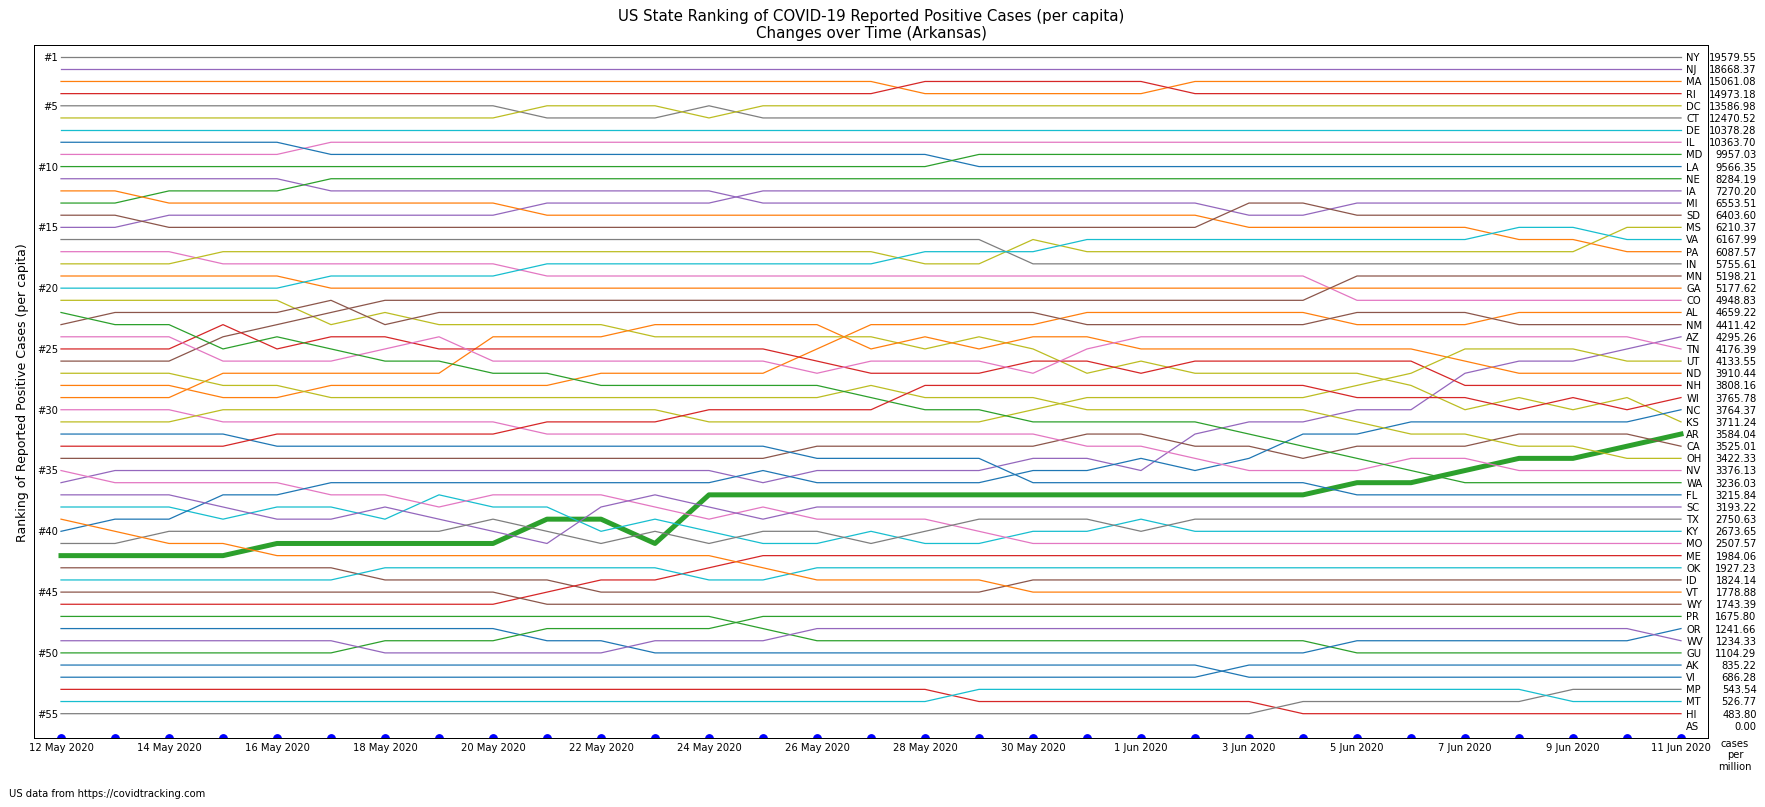 US State Ranking of COVID-19 Reported Positive Cases (per capita)
Changes over Time (Arkansas)
Ranking of Reported Positive Cases (per capita)
#1
#5
#10
#15
#20
#25
#30
#35
#40
#45
#50
#55
NY 19579.55
NJ 18668.37
MA 15061.08
RI 14973.18
DC 13586.98
CT 12470.52
DE 10378.28
IL 10363.70
MD 9957.03
LA 9566.35
NE 8284.19
IA 7270.20
MI 6553.51
SD 6403.60
MS 6210.37
VA 6167.99
PA 6087.57
IN 5755.61
MN 5198.21
GA 5177.62
CO 4948.83
AL 4659.22
NM 4411.42
AZ 4295.26
TN 4176.39
UT 4133.55
ND 3910.44
NH 3808.16
WI 3765.78
NC 3764.37
KS 3711.24
AR 3584.04
CA 3525.01
OH 3422.33
NV 3376.13
WA 3236.03
FL 3215.84
SC 3193.22
TX 2750.63
KY 2673.65
MO 2507.57
ME 1984.06
OK 1927.23
ID 1824.14
VT 1778.88
WY 1743.39
PR 1675.80
OR 1241.66
WV 1234.33
GU 1104.29
AK 835.22
VI 686.28
MP 543.54
MT 526.77
HI 483.80
AS 0.00
12 May 2020 14 May 2020 16 May 2020 18 May 2020 20 May 2020 22 May 2020 24 May 2020 26 May 2020 28 May 2020 30 May 2020 1 Jun 2020 3 Jun 2020 5 Jun 2020 7 Jun 2020 9 Jun 2020 11 Jun 2020
cases
per
million
US data from https://covidtracking.com